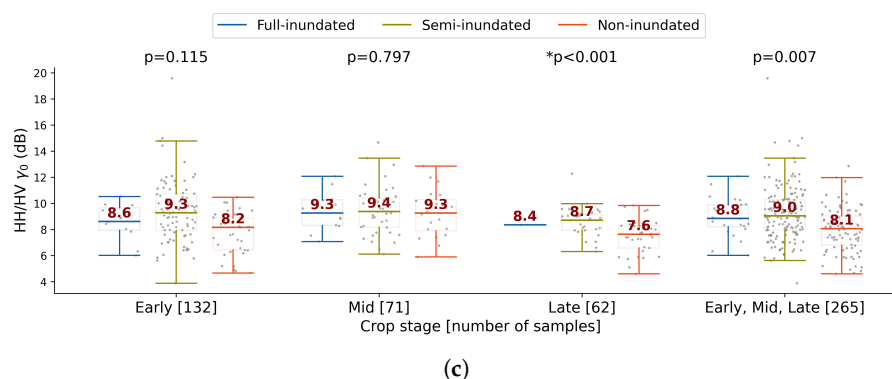 Full-inundated Semi-inundated Non-inundated
p=0.115 p=0.797 *p<0.001 p=0.007
HH/HV γ0 (dB)
20
18
16
14
12
10
8
6
4
8.6 9.3 8.2 9.3 9.4 9.3 8.4 8.7 7.6 8.8 9.0 8.1
Early [132] Mid [71] Late [62] Early, Mid, Late [265]
Crop stage [number of samples]
(c)